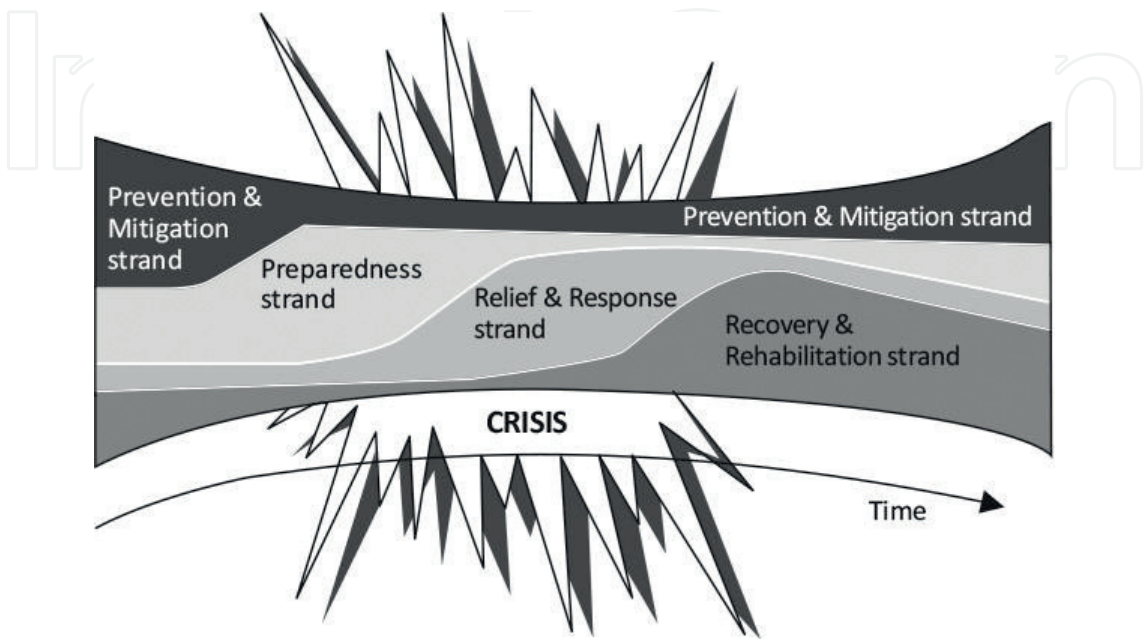 Prevention &
Mitigation
strand
Prevention & Mitigation strand
Preparedness
strand
Relief & Response
strand
Recovery &
Rehabilitation strand
CRISIS
Time